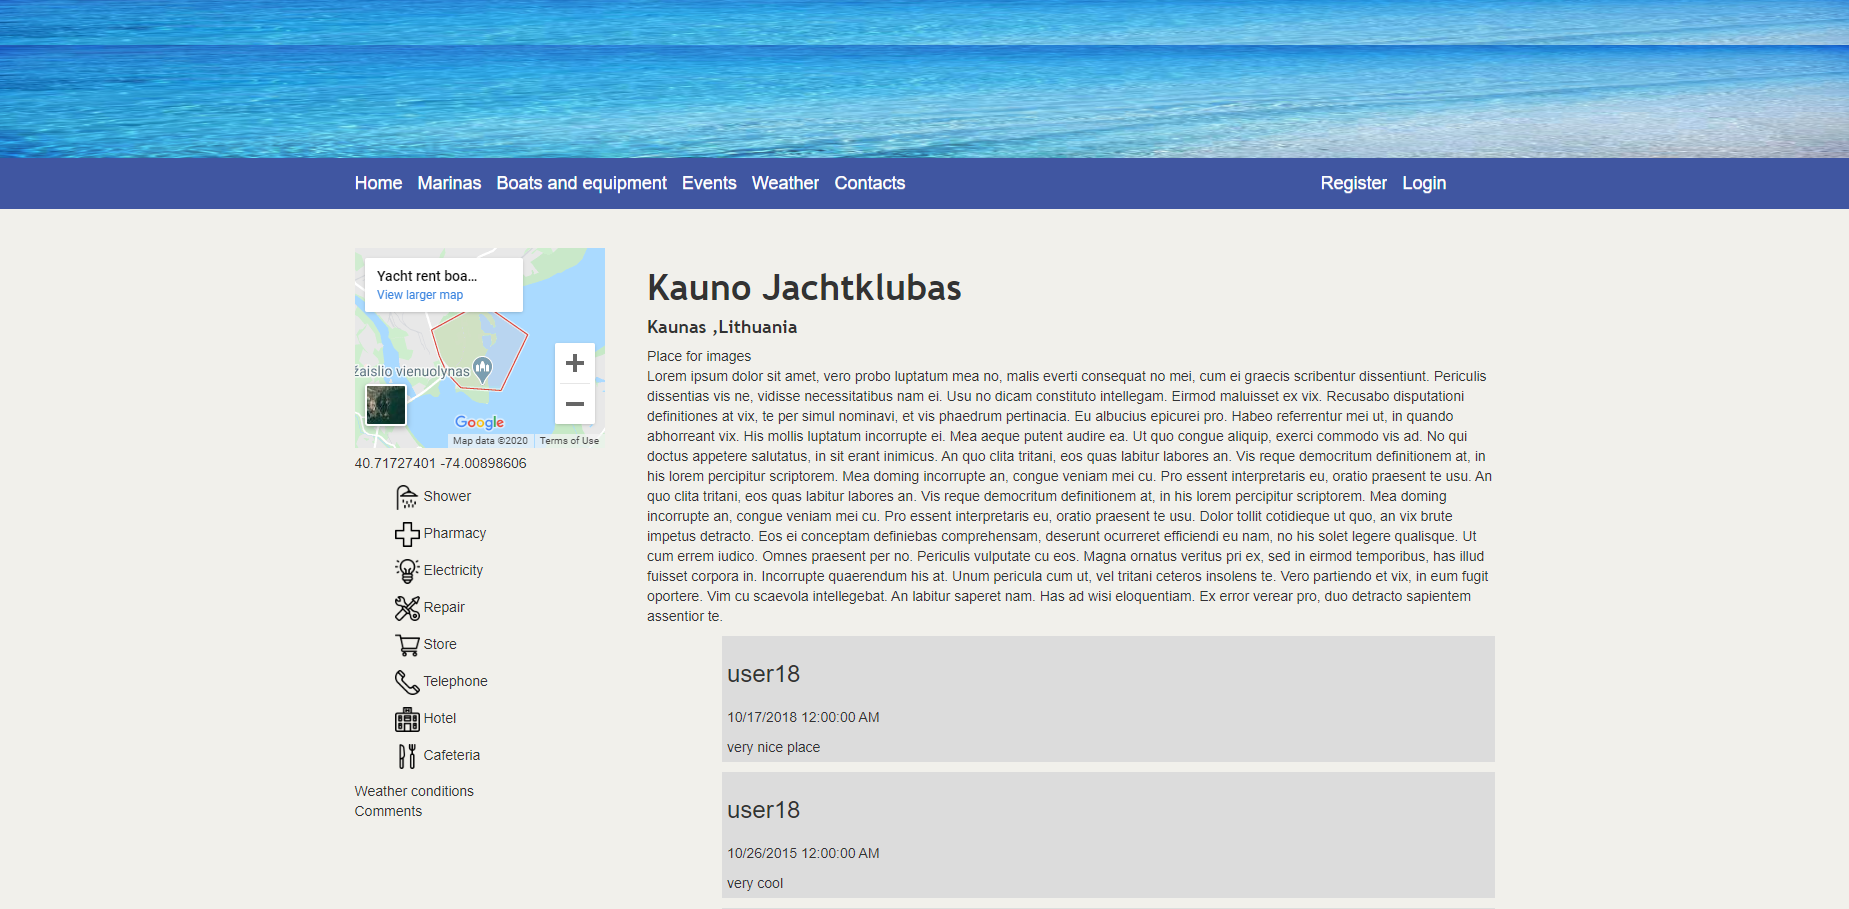 Home Marinas Boats and equipment Events Weather Contacts Register Login
Yacht rent boa...
View larger map
žaislio vienuolynas
Google
Map data ©2020 Terms of Use
40.71727401 -74.00898606
Shower
Pharmacy
Electricity
Repair
Store
Telephone
Hotel
Cafeteria
Weather conditions
Comments
Kauno Jachtklubas
Kaunas ,Lithuania
Place for images
Lorem ipsum dolor sit amet, vero probo luptatum mea no, malis everti consequat no mei, cum ei graecis scribentur dissentiunt. Periculis
dissentias vis ne, vidisse necessitatibus nam ei. Usu no dicam constituto intellegam. Eirmod maluisset ex vix. Recusabo disputationi
definitiones at vix, te per simul nominavi, et vis phaedrum pertinacia. Eu albucius epicurei pro. Habeo referrentur mei ut, in quando
abhorreant vix. His mollis luptatum incorrupte ei. Mea aeque putent audire ea. Ut quo congue aliquip, exerci commodo vis ad. No qui
doctus appetere salutatus, in sit erant inimicus. An quo clita tritani, eos quas labitur labores an. Vis reque democritum definitionem at, in
his lorem percipitur scriptorem. Mea doming incorrupte an, congue veniam mei cu. Pro essent interpretaris eu, oratio praesent te usu. An
quo clita tritani, eos quas labitur labores an. Vis reque democritum definitionem at, in his lorem percipitur scriptorem. Mea doming
incorrupte an, congue veniam mei cu. Pro essent interpretaris eu, oratio praesent te usu. Dolor tollit cotidieque ut quo, an vix brute
impetus detracto. Eos ei conceptam definiebas comprehensam, deserunt ocurreret efficiendi eu nam, no his solet legere qualisque. Ut
cum errem iudico. Omnes praesent per no. Periculis vulputate cu eos. Magna ornatus veritus pri ex, sed in eirmod temporibus, has illud
fuisset corpora in. Incorrupte quaerendum his at. Unum pericula cum ut, vel tritani ceteros insolens te. Vero partiendo et vix, in eum fugit
oportere. Vim cu scaevola intellegebat. An labitur saperet nam. Has ad wisi eloquentiam. Ex error verear pro, duo detracto sapientem
assentior te.
user18
10/17/2018 12:00:00 AM
very nice place
user18
10/26/2015 12:00:00 AM
very cool